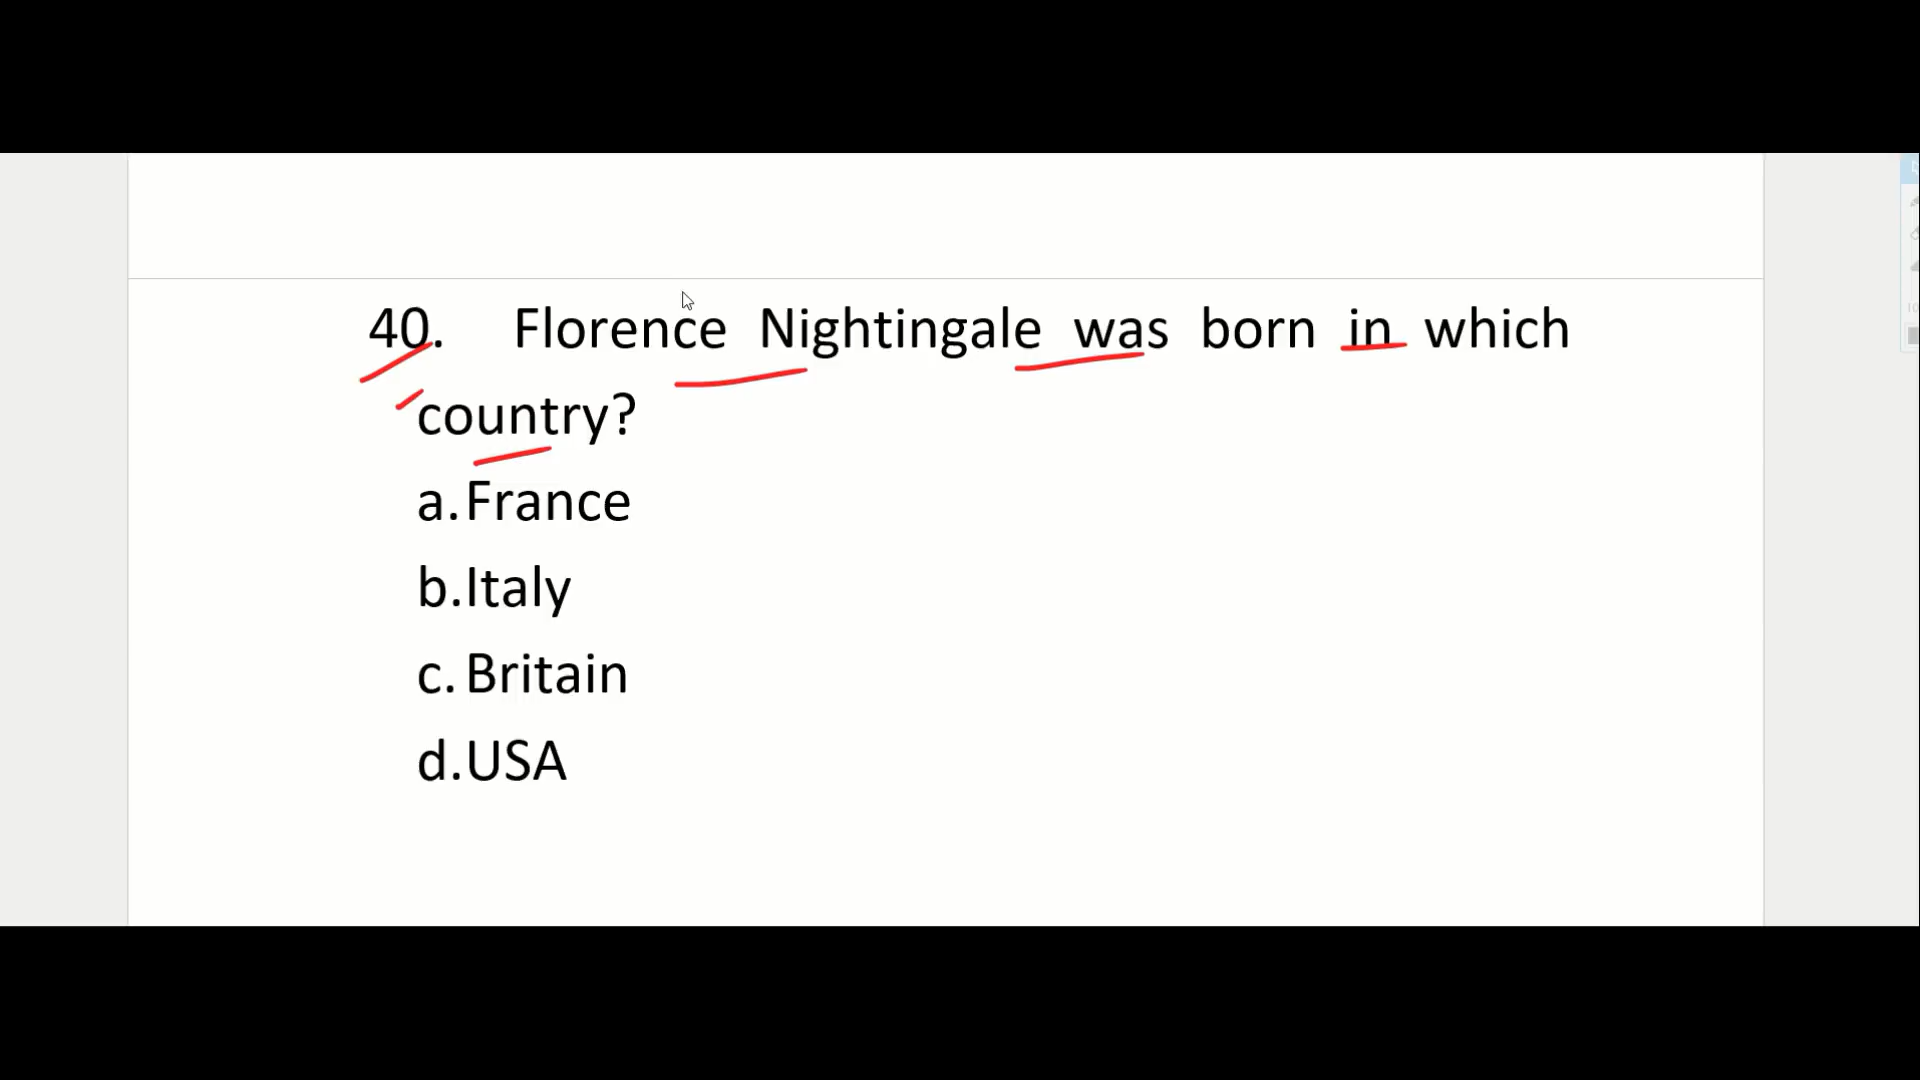 40. Florence Nightingale was born in which
country?
a. France
b. Italy
c. Britain
d. USA